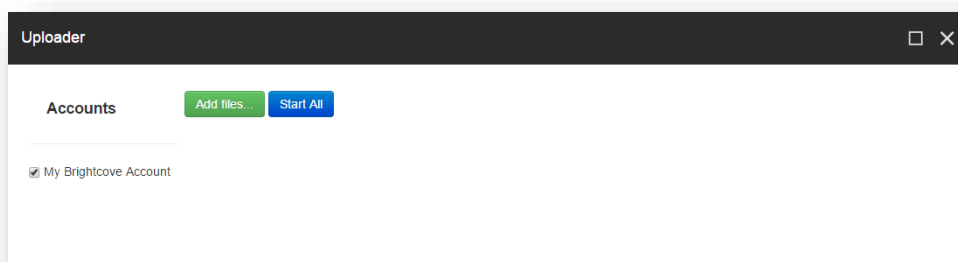 Uploader
Accounts
Add files...
Start All
My Brightcove Account